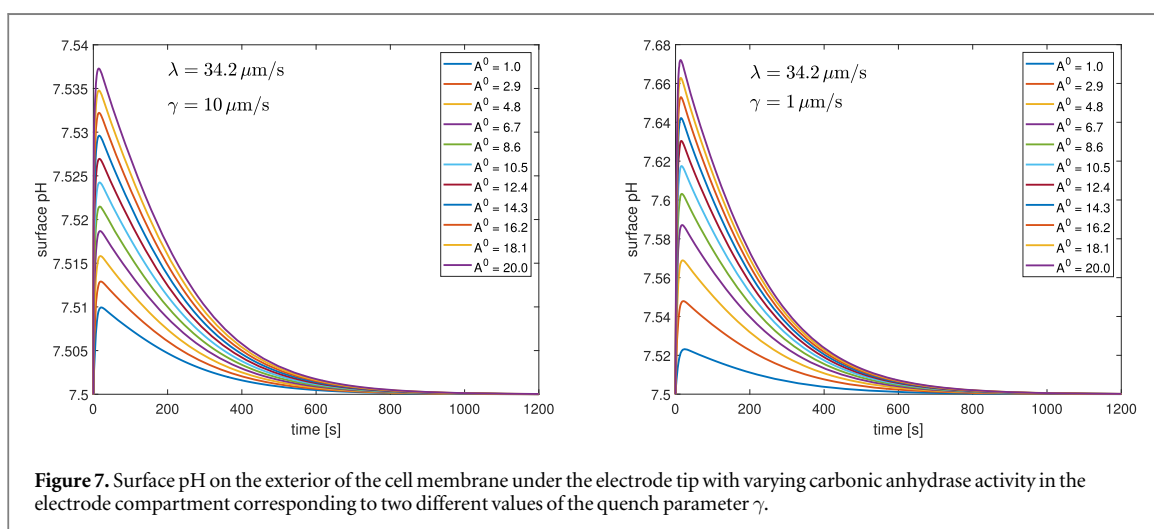 7.54
7.535
7.53
7.525
7.52
7.515
7.51
7.505
7.5
surface pH
0
200
400
600
800
1000
1200
time [s]
λ = 34.2 μm/s
γ = 10 μm/s
A⁰ = 1.0
A⁰ = 2.9
A⁰ = 4.8
A⁰ = 6.7
A⁰ = 8.6
A⁰ = 10.5
A⁰ = 12.4
A⁰ = 14.3
A⁰ = 16.2
A⁰ = 18.1
A⁰ = 20.0
7.68
7.66
7.64
7.62
7.6
7.58
7.56
7.54
7.52
7.5
surface pH
0
200
400
600
800
1000
1200
time [s]
λ = 34.2 μm/s
γ = 1 μm/s
A⁰ = 1.0
A⁰ = 2.9
A⁰ = 4.8
A⁰ = 6.7
A⁰ = 8.6
A⁰ = 10.5
A⁰ = 12.4
A⁰ = 14.3
A⁰ = 16.2
A⁰ = 18.1
A⁰ = 20.0
Figure 7. Surface pH on the exterior of the cell membrane under the electrode tip with varying carbonic anhydrase activity in the
electrode compartment corresponding to two different values of the quench parameter γ.